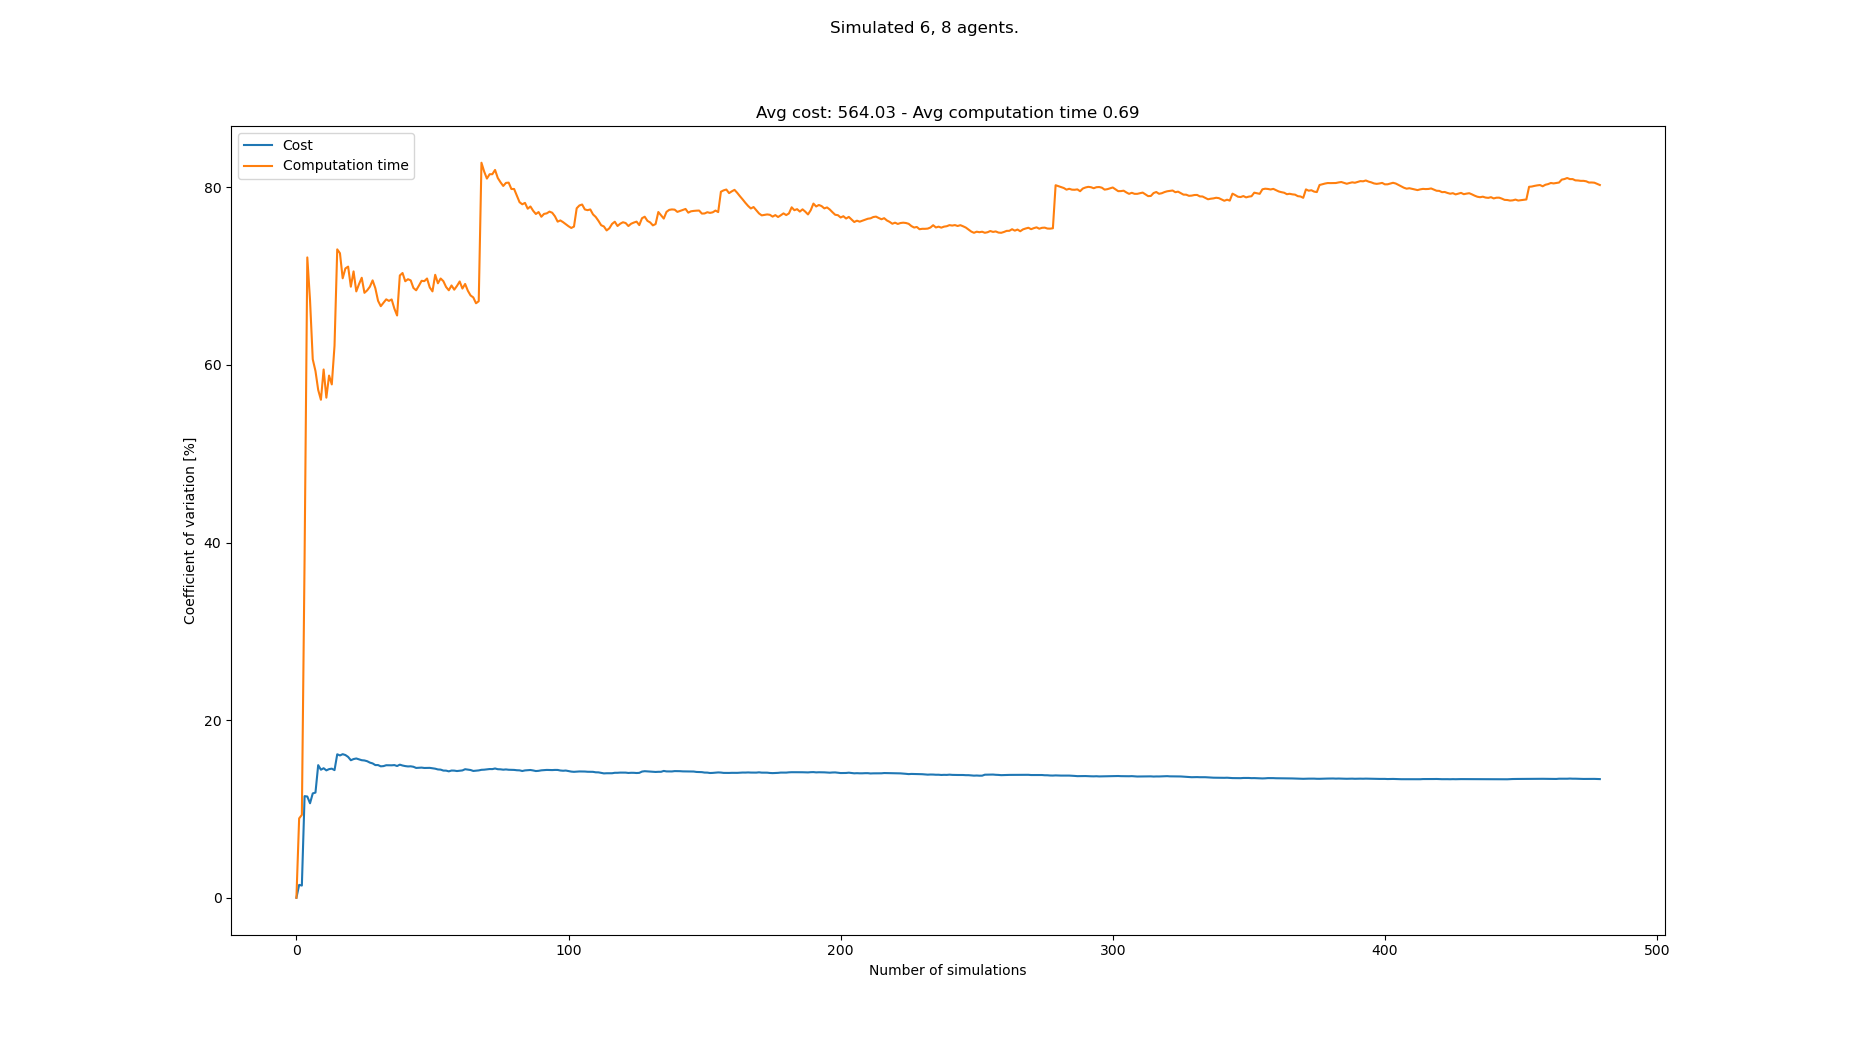 Simulated 6, 8 agents.
Avg cost: 564.03 - Avg computation time 0.69
Cost
Computation time
80
60
40
20
0
Coefficient of variation [%]
0 100 200 300 400 500
Number of simulations